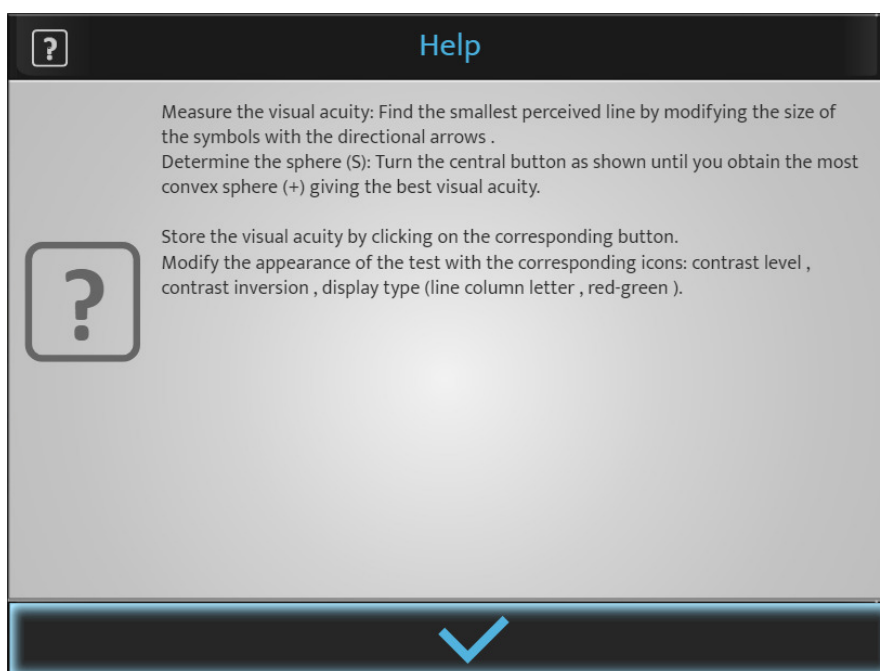 Help
Measure the visual acuity: Find the smallest perceived line by modifying the size of
the symbols with the directional arrows .
Determine the sphere (S): Turn the central button as shown until you obtain the most
convex sphere (+) giving the best visual acuity.
Store the visual acuity by clicking on the corresponding button.
Modify the appearance of the test with the corresponding icons: contrast level ,
contrast inversion , display type (line column letter , red-green ).